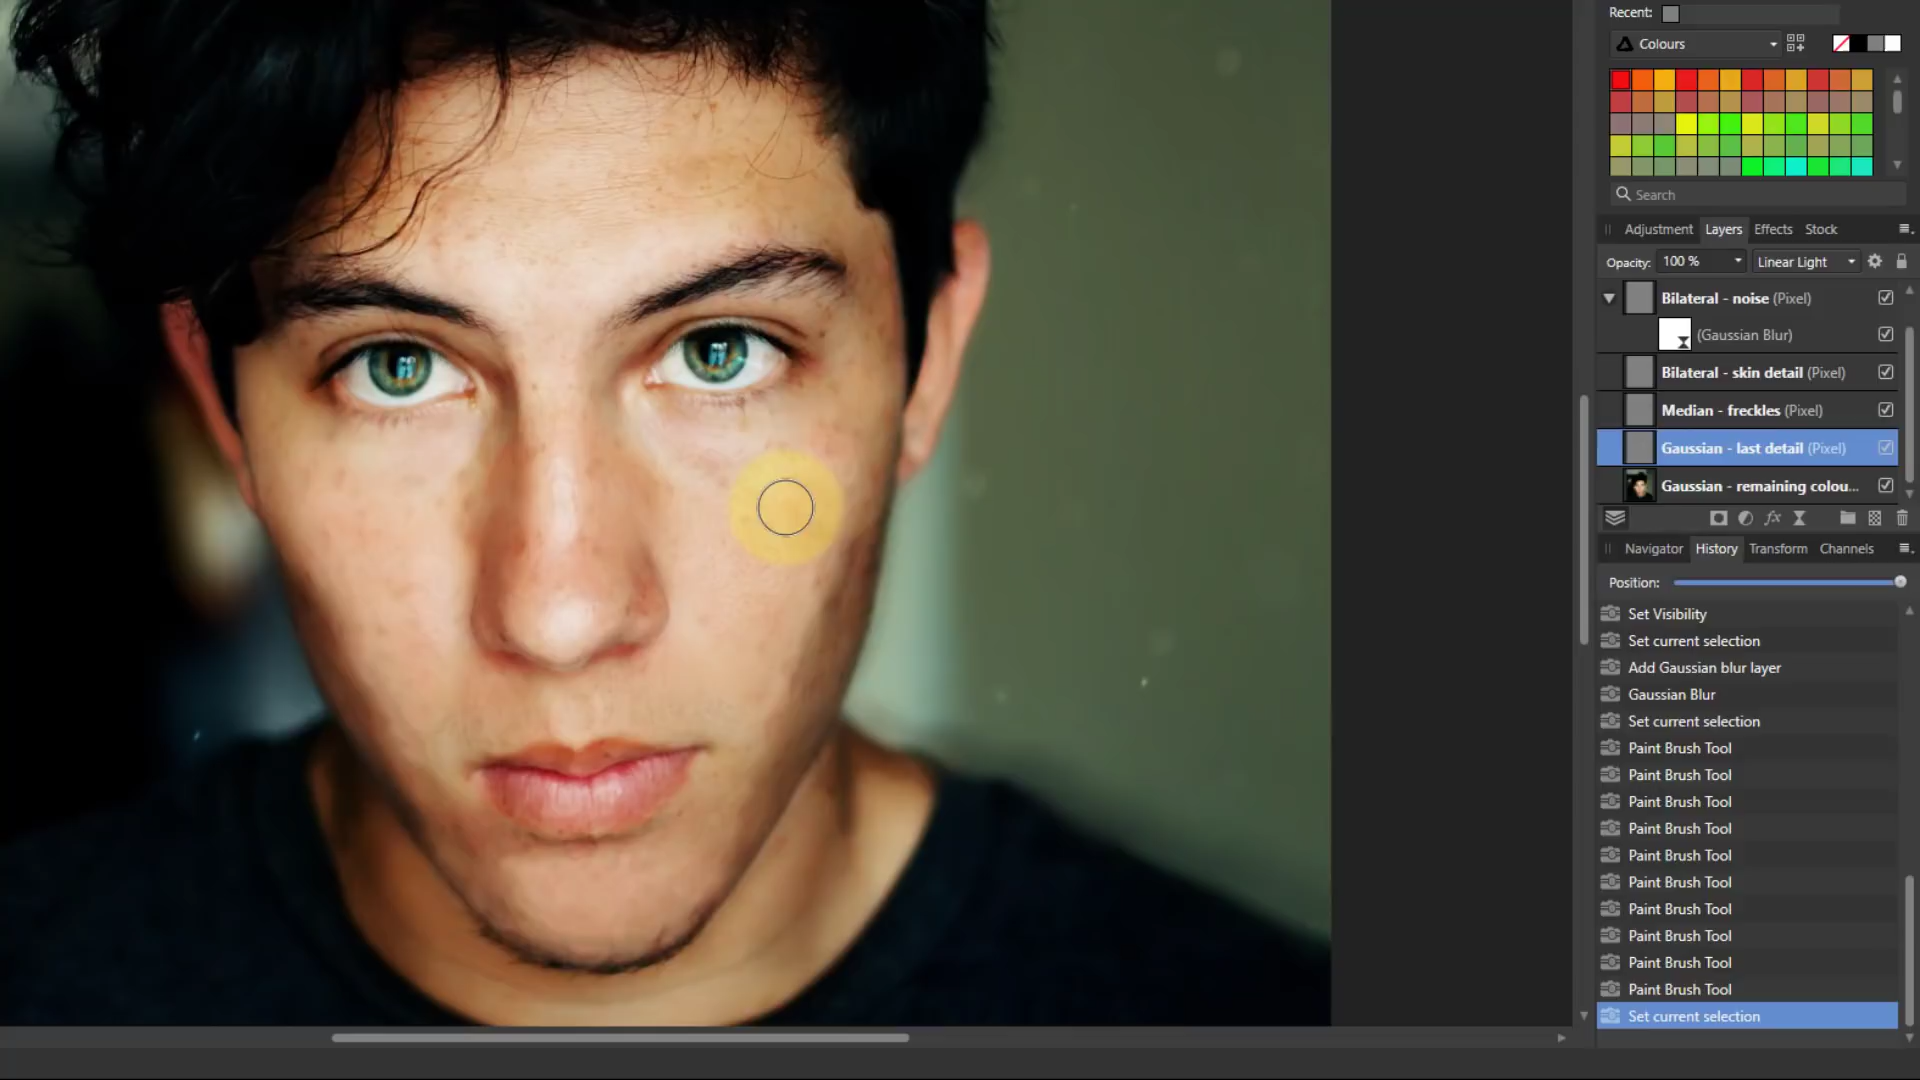 Recent:
Colours
Search
Adjustment Layers Effects Stock
Opacity: 100 % Linear Light
Bilateral - noise (Pixel)
(Gaussian Blur)
Bilateral - skin detail (Pixel)
Median - freckles (Pixel)
Gaussian - last detail (Pixel)
Gaussian - remaining colou...
fx
Navigator History Transform Channels
Position:
Set Visibility
Set current selection
Add Gaussian blur layer
Gaussian Blur
Set current selection
Paint Brush Tool
Paint Brush Tool
Paint Brush Tool
Paint Brush Tool
Paint Brush Tool
Paint Brush Tool
Paint Brush Tool
Paint Brush Tool
Paint Brush Tool
Paint Brush Tool
Set current selection